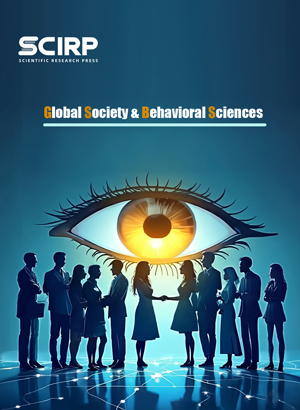 SCIRP
SCIENTIFIC RESEARCH PRESS
Global Society & Behavioral Sciences